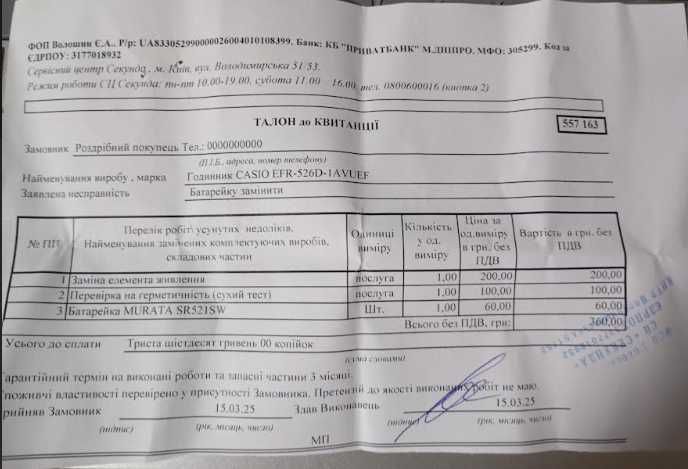 ФОП Волошин Є.А., Р/р: UA833052990000026004010108399, Банк: КБ "ПРИВАТБАНК" М.ДНІПРО, МФО: 305299, Код за
ЄДРПОУ: 3177018932
Сервісний центр Секунда, м. Київ, вул. Володимирська 51/53.
Режим роботи СЦ Секунда: пн-пт 10.00-19.00, субота 11.00 - 16.00, тел. 0800600016 (кнопка 2)
ТАЛОН до КВИТАНЦІЇ
557 163
Замовник Роздрібний покупець Тел.: 0000000000
(П.І.Б., адреса, номер телефону)
Найменування виробу , марка Годинник CASIO EFR-526D-1AVUEF
Заявлена несправність Батарейку замінити
№ ПП Перелік робіт усунутих недоліків. Найменування замінених комплектуючих виробів, складових частин Одиниці виміру Кількість у од. виміру Ціна за од.виміру в грн. без ПДВ Вартість в грн. без ПДВ
1 Заміна елемента живлення послуга 1,00 200,00 200,00
2 Перевірка на герметичність (сухий тест) послуга 1,00 100,00 100,00
3 Батарейка MURATA SR521SW Шт. 1,00 60,00 60,00
Всього без ПДВ, грн: 360,00
Усього до сплати Триста шістдесят гривень 00 копійок
(сума словами)
Гарантійний термін на виконані роботи та запасні частини 3 місяці.
Споживчі властивості перевірено у присутності Замовника. Претензій до якості виконаних робіт не маю.
Прийняв Замовник 15.03.25 Здав Виконавець 15.03.25
(підпис) (рік, місяць, число) (підпис) (рік, місяць, число)
МП